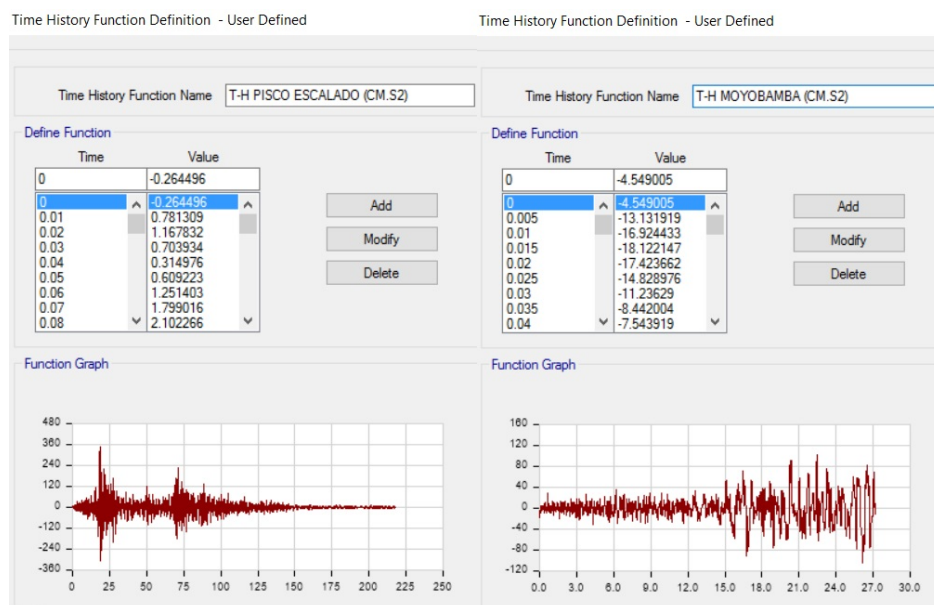 Time History Function Definition - User Defined
Time History Function Name T-H PISCO ESCALADO (CM.S2)
Define Function
Time Value
0 -0.264496
0 -0.264496
0.01 0.781309
0.02 1.167832
0.03 0.703934
0.04 0.314976
0.05 0.609223
0.06 1.251403
0.07 1.799016
0.08 2.102266
Add
Modify
Delete
Function Graph
480
360
240
120
0
-120
-240
-360
0 25 50 75 100 125 150 175 200 225 250
Time History Function Definition - User Defined
Time History Function Name T-H MOYOBAMBA (CM.S2)
Define Function
Time Value
0 -4.549005
0 -4.549005
0.005 -13.131919
0.01 -16.924433
0.015 -18.122147
0.02 -17.423662
0.025 -14.828976
0.03 -11.23629
0.035 -8.442004
0.04 -7.543919
Add
Modify
Delete
Function Graph
160
120
80
40
0
-40
-80
-120
0.0 3.0 6.0 9.0 12.0 15.0 18.0 21.0 24.0 27.0 30.0